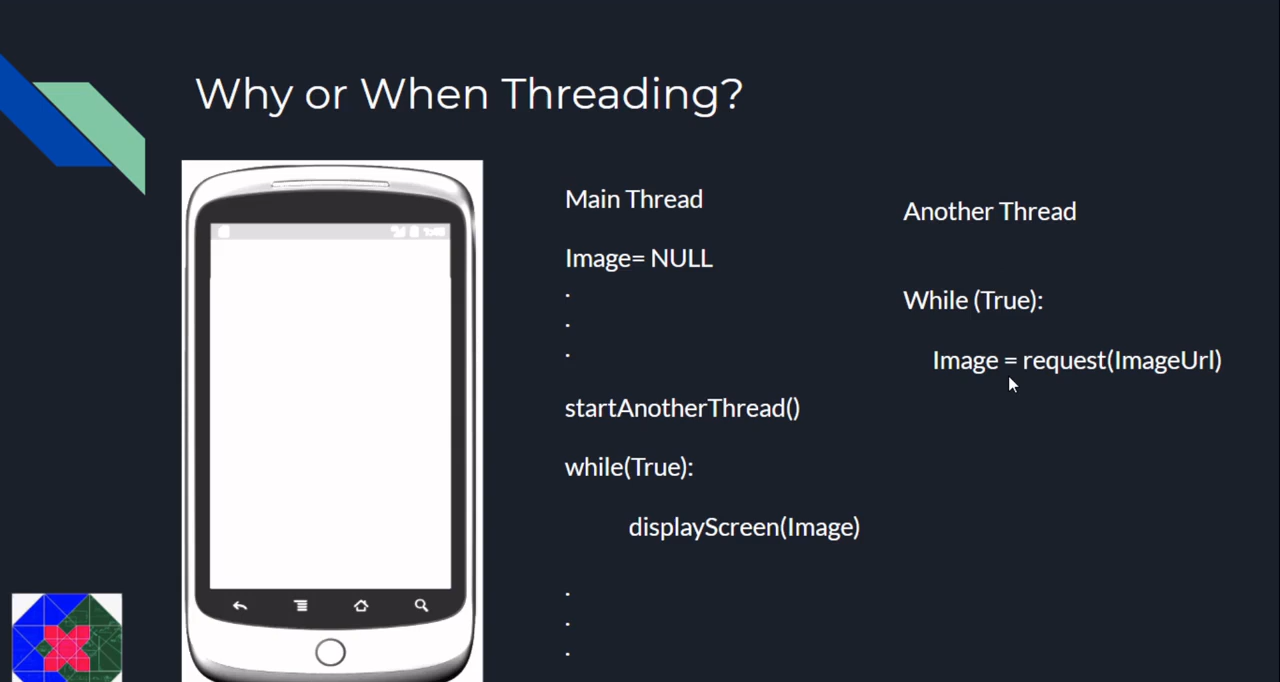 Why or When Threading?
Main Thread
Image= NULL
.
.
.
startAnotherThread()
while(True):
displayScreen(Image)
.
.
.
Another Thread
While (True):
Image = request(ImageUrl)